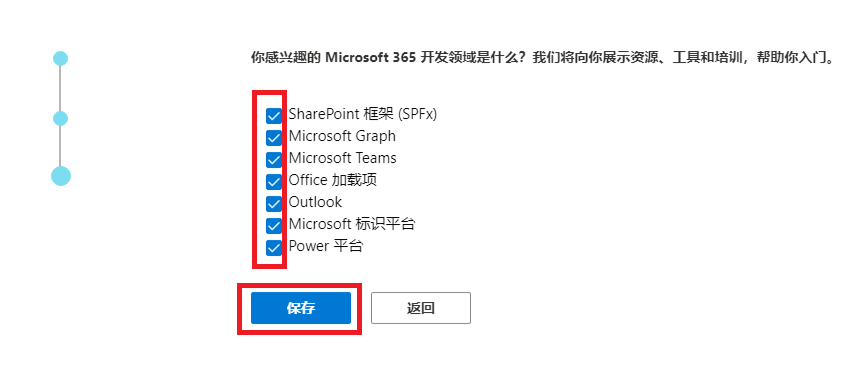 你感兴趣的 Microsoft 365 开发领域是什么？我们将向你展示资源、工具和培训，帮助你入门。
SharePoint 框架 (SPFx)
Microsoft Graph
Microsoft Teams
Office 加载项
Outlook
Microsoft 标识平台
Power 平台
保存
返回